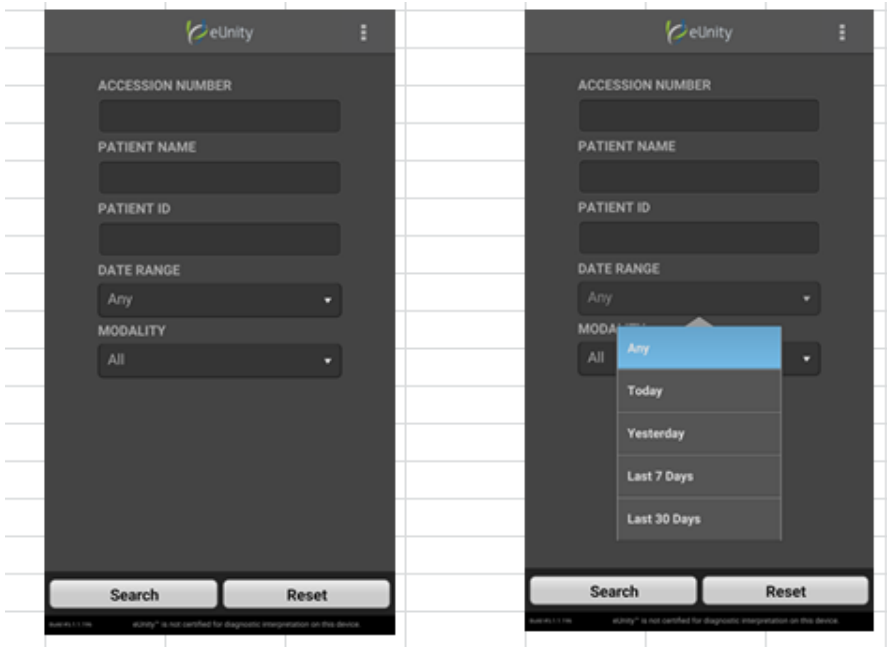 eUnity
ACCESSION NUMBER
PATIENT NAME
PATIENT ID
DATE RANGE
Any
MODALITY
All
Search Reset
eUnity™ is not certified for diagnostic interpretation on this device.
eUnity
ACCESSION NUMBER
PATIENT NAME
PATIENT ID
DATE RANGE
Any
All
Any
Today
Yesterday
Last 7 Days
Last 30 Days
Search Reset
eUnity™ is not certified for diagnostic interpretation on this device.